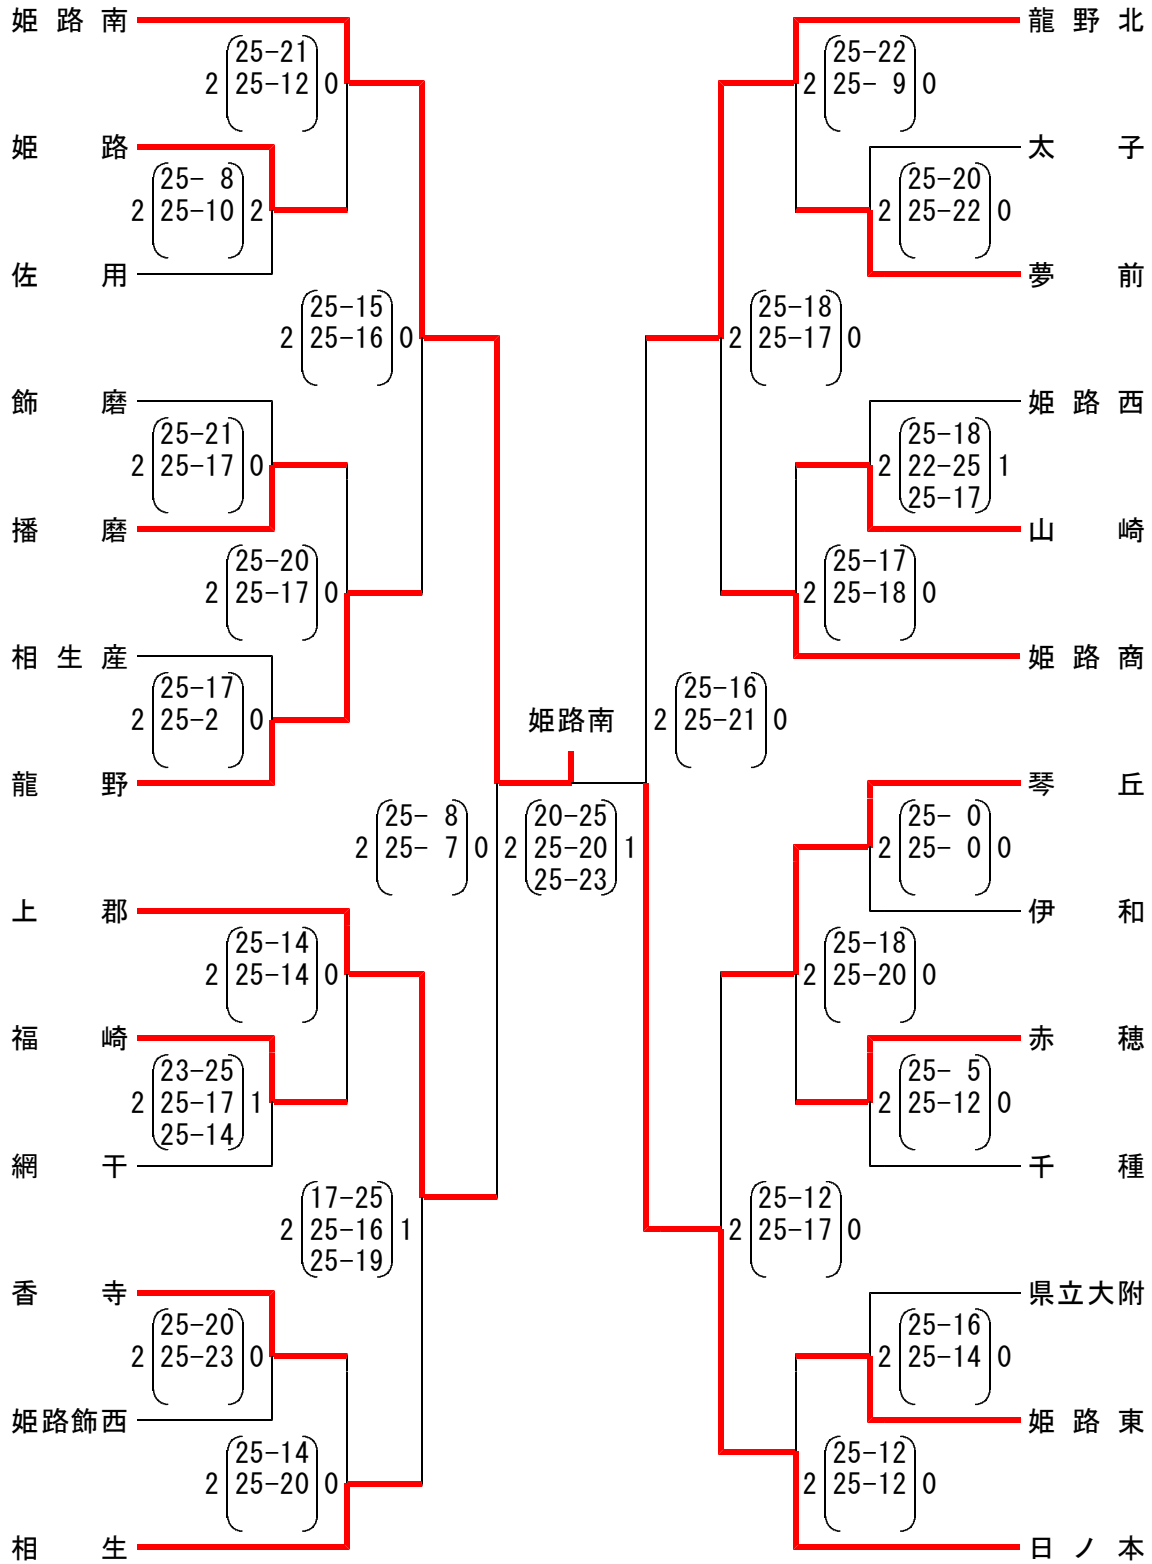 姫路南
25-21
2 25-12 0
姫路
25- 8
2 25-10 2
佐用
25-15
2 25-16 0
飾磨
25-21
2 25-17 0
播磨
25-20
2 25-17 0
相生産
25-17
2 25-2 0
龍野
25- 8
2 25- 7 0
上郡
25-14
2 25-14 0
福崎
23-25
2 25-17 1
25-14
網干
17-25
2 25-16 1
25-19
香寺
25-20
2 25-23 0
姫路飾西
25-14
2 25-20 0
相生
姫路南
20-25
2 25-20 1
25-23
龍野北
25-22
2 25- 9 0
太子
25-20
2 25-22 0
夢前
25-18
2 25-17 0
姫路西
25-18
2 22-25 1
25-17
山崎
25-17
2 25-18 0
姫路商
25-16
2 25-21 0
琴丘
25- 0
2 25- 0 0
伊和
25-18
2 25-20 0
赤穂
25- 5
2 25-12 0
千種
25-12
2 25-17 0
県立大附
25-16
2 25-14 0
姫路東
25-12
2 25-12 0
日ノ本